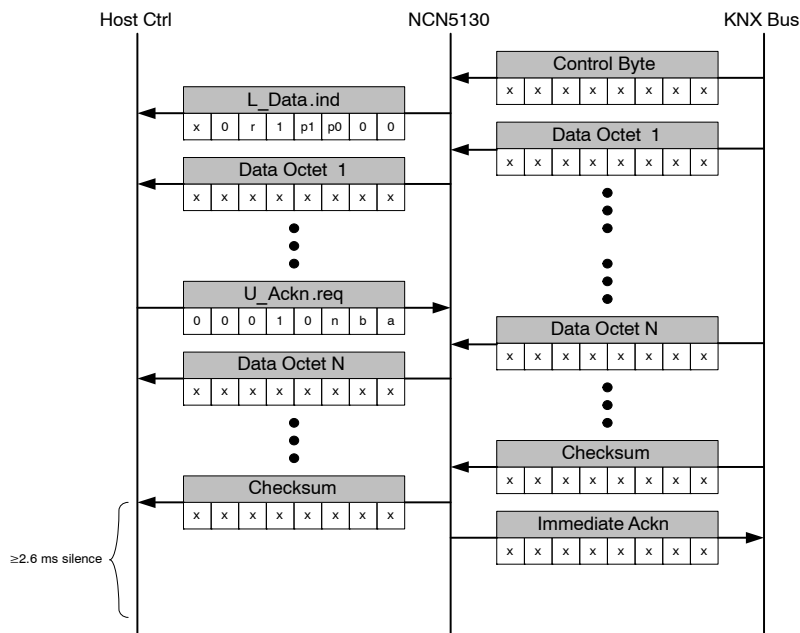 Host Ctrl NCN5130 KNX Bus
Control Byte
x x x x x x x x
L_Data.ind
x 0 r 1 p1 p0 0 0
Data Octet 1
x x x x x x x x
Data Octet 1
x x x x x x x x
U_Ackn.req
0 0 0 1 0 n b a
Data Octet N
x x x x x x x x
Data Octet N
x x x x x x x x
Checksum
x x x x x x x x
Checksum
x x x x x x x x
Immediate Ackn
x x x x x x x x
≥2.6 ms silence